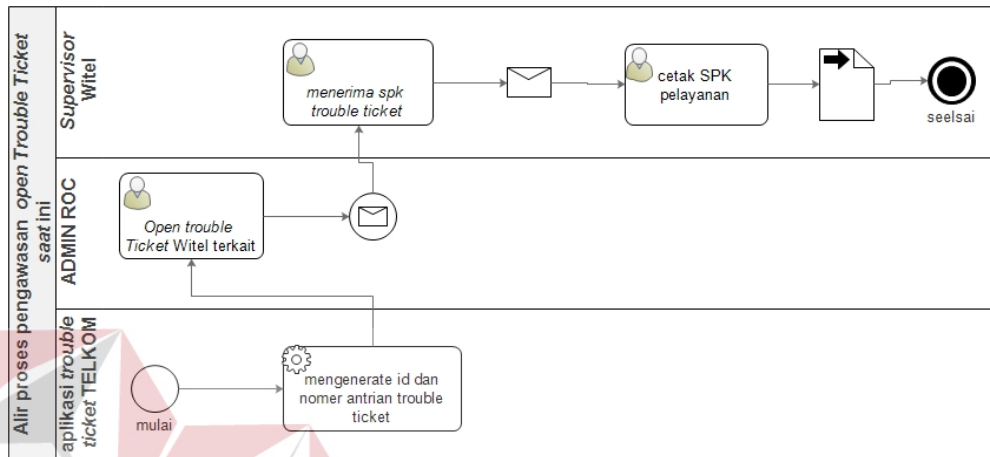 Alir proses pengawasan open Trouble Ticket
saat ini
Supervisor
Witel
menerima spk
trouble ticket
cetak SPK
pelayanan
seelsai
ADMIN ROC
Open trouble
Ticket Witel terkait
aplikasi trouble
ticket TELKOM
mulai
mengenerate id dan
nomer antrian trouble
ticket